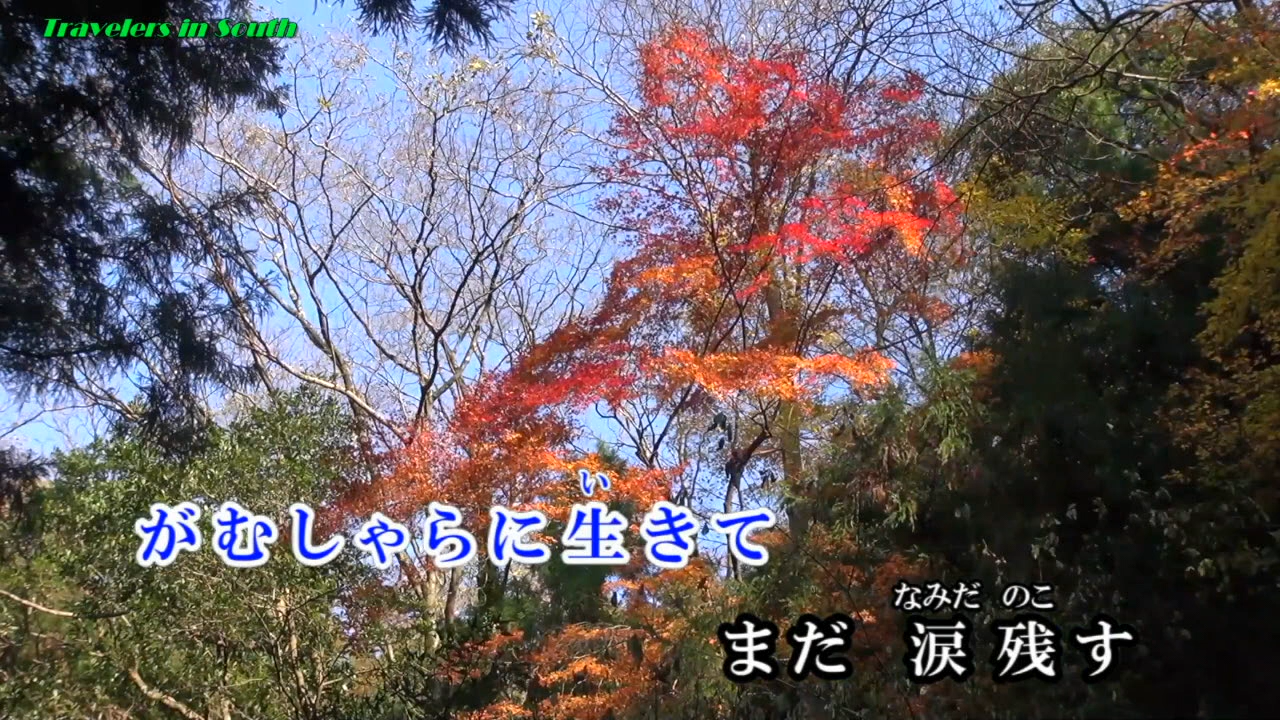 Travelers in South
い
がむしゃらに生きて
なみだ のこ
まだ 涙残す